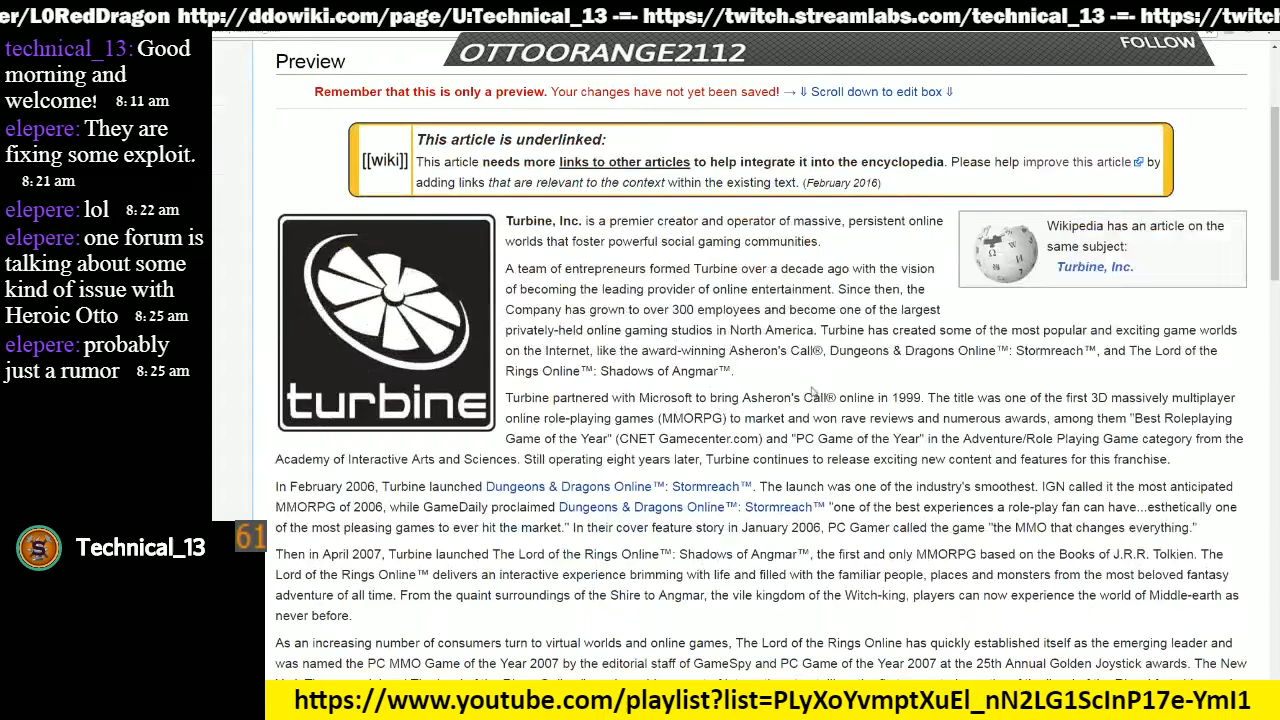 er/L0RedDragon http://ddowiki.com/page/U:Technical_13 -=- https://twitch.streamlabs.com/technical_13 -=- https://twitch
technical_13: Good
morning and
welcome! 8:11 am
elepere: They are
fixing some exploit.
8:21 am
elepere: lol 8:22 am
elepere: one forum is
talking about some
kind of issue with
Heroic Otto 8:25 am
elepere: probably
just a rumor 8:25 am
Technical_13
61
OTTOORANGE2112
FOLLOW
Preview
Remember that this is only a preview. Your changes have not yet been saved! → ⇓ Scroll down to edit box ⇓
[[wiki]]
This article is underlinked:
This article needs more links to other articles to help integrate it into the encyclopedia. Please help improve this article by
adding links that are relevant to the context within the existing text. (February 2016)
turbine
Wikipedia has an article on the
same subject:
Turbine, Inc.
Turbine, Inc. is a premier creator and operator of massive, persistent online
worlds that foster powerful social gaming communities.
A team of entrepreneurs formed Turbine over a decade ago with the vision
of becoming the leading provider of online entertainment. Since then, the
Company has grown to over 300 employees and become one of the largest
privately-held online gaming studios in North America. Turbine has created some of the most popular and exciting game worlds
on the Internet, like the award-winning Asheron's Call®, Dungeons & Dragons Online™: Stormreach™, and The Lord of the
Rings Online™: Shadows of Angmar™.
Turbine partnered with Microsoft to bring Asheron's Call® online in 1999. The title was one of the first 3D massively multiplayer
online role-playing games (MMORPG) to market and won rave reviews and numerous awards, among them "Best Roleplaying
Game of the Year" (CNET Gamecenter.com) and "PC Game of the Year" in the Adventure/Role Playing Game category from the
Academy of Interactive Arts and Sciences. Still operating eight years later, Turbine continues to release exciting new content and features for this franchise.
In February 2006, Turbine launched Dungeons & Dragons Online™: Stormreach™. The launch was one of the industry's smoothest. IGN called it the most anticipated
MMORPG of 2006, while GameDaily proclaimed Dungeons & Dragons Online™: Stormreach™ "one of the best experiences a role-play fan can have...esthetically one
of the most pleasing games to ever hit the market." In their cover feature story in January 2006, PC Gamer called the game "the MMO that changes everything."
Then in April 2007, Turbine launched The Lord of the Rings Online™: Shadows of Angmar™, the first and only MMORPG based on the Books of J.R.R. Tolkien. The
Lord of the Rings Online™ delivers an interactive experience brimming with life and filled with the familiar people, places and monsters from the most beloved fantasy
adventure of all time. From the quaint surroundings of the Shire to Angmar, the vile kingdom of the Witch-king, players can now experience the world of Middle-earth as
never before.
As an increasing number of consumers turn to virtual worlds and online games, The Lord of the Rings Online has quickly established itself as the emerging leader and
was named the PC MMO Game of the Year 2007 by the editorial staff of GameSpy and PC Game of the Year 2007 at the 25th Annual Golden Joystick awards. The New
https://www.youtube.com/playlist?list=PLyXoYvmptXuEl_nN2LG1ScInP17e-YmI1